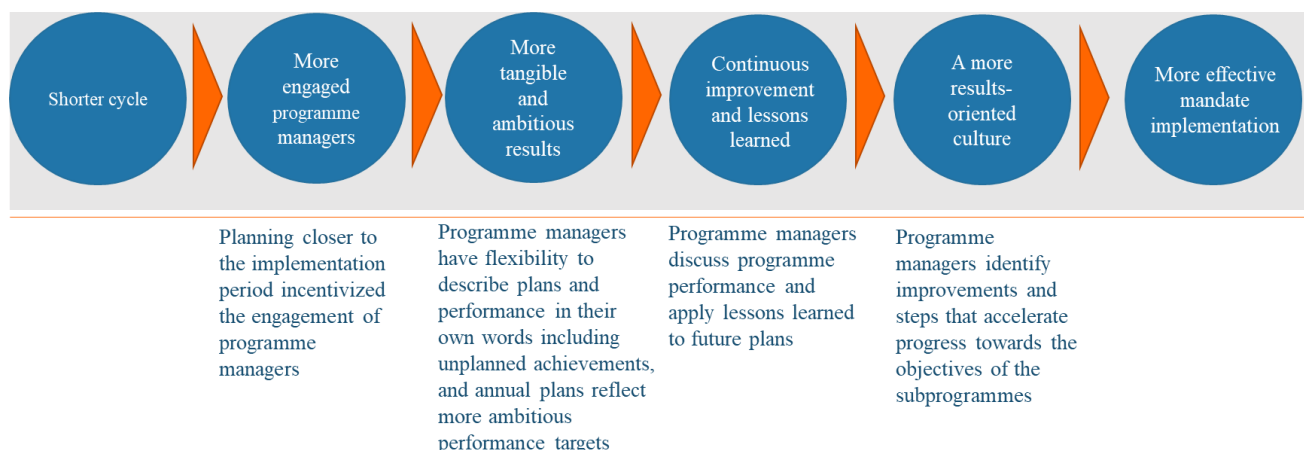 Shorter cycle
More
engaged
programme
managers
More
tangible
and
ambitious
results
Continuous
improvement
and lessons
learned
A more
results-
oriented
culture
More effective
mandate
implementation
Planning closer to
the implementation
period incentivized
the engagement of
programme
managers
Programme managers
have flexibility to
describe plans and
performance in their
own words including
unplanned achievements,
and annual plans reflect
more ambitious
performance targets
Programme managers
discuss programme
performance and
apply lessons learned
to future plans
Programme
managers identify
improvements and
steps that accelerate
progress towards the
objectives of the
subprogrammes